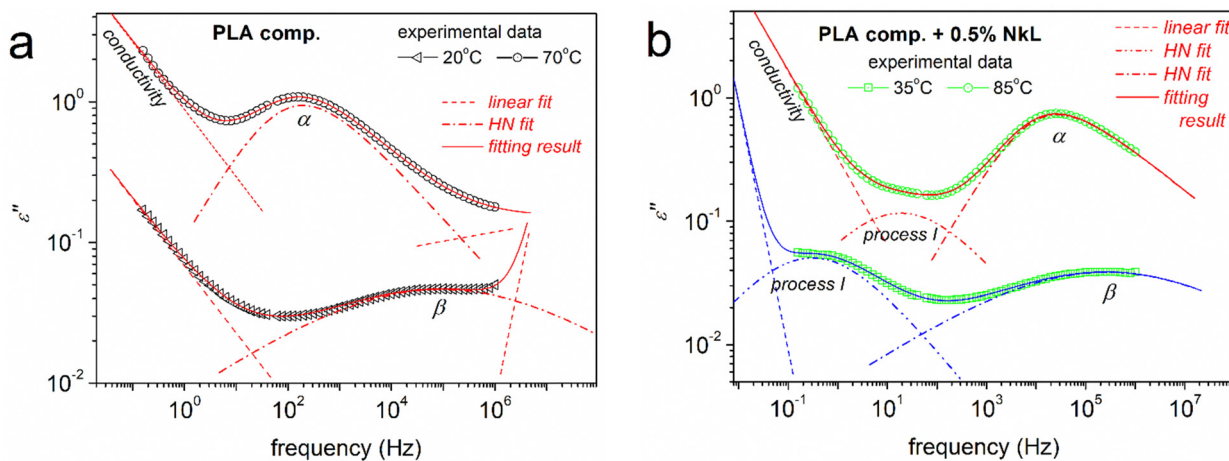 a
PLA comp.
experimental data
20°C 70°C
linear fit
HN fit
fitting result
conductivity
α
β
ε''
10^0
10^-1
10^-2
10^0 10^2 10^4 10^6
frequency (Hz)
b
PLA comp. + 0.5% NkL
experimental data
35°C 85°C
linear fit
HN fit
HN fit
fitting
result
conductivity
α
process I
process I
β
ε''
10^0
10^-1
10^-2
10^-1 10^1 10^3 10^5 10^7
frequency (Hz)